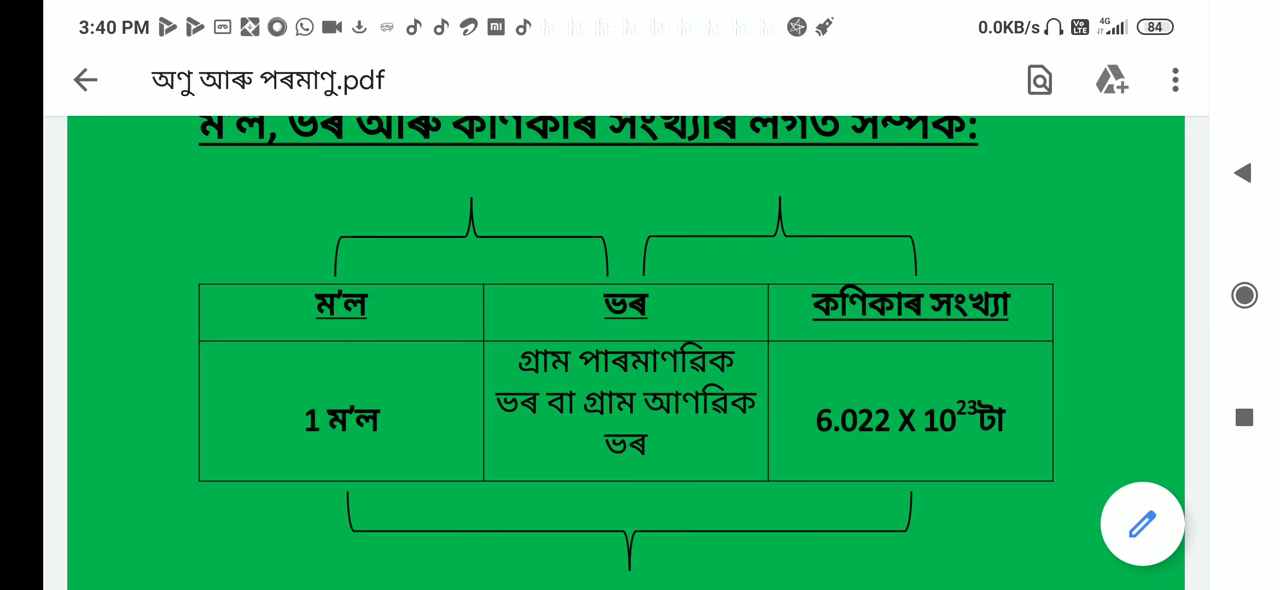 3:40 PM
0.0KB/s
4G
84
অণু আৰু পৰমাণু.pdf
ম'ল, ভৰ আৰু কণিকাৰ সংখ্যাৰ লগত সম্পৰ্ক:
ম'ল ভৰ কণিকাৰ সংখ্যা
গ্ৰাম পাৰমাণৱিক
ভৰ বা গ্ৰাম আণৱিক
ভৰ
1 ম'ল
6.022 X 10²³টা